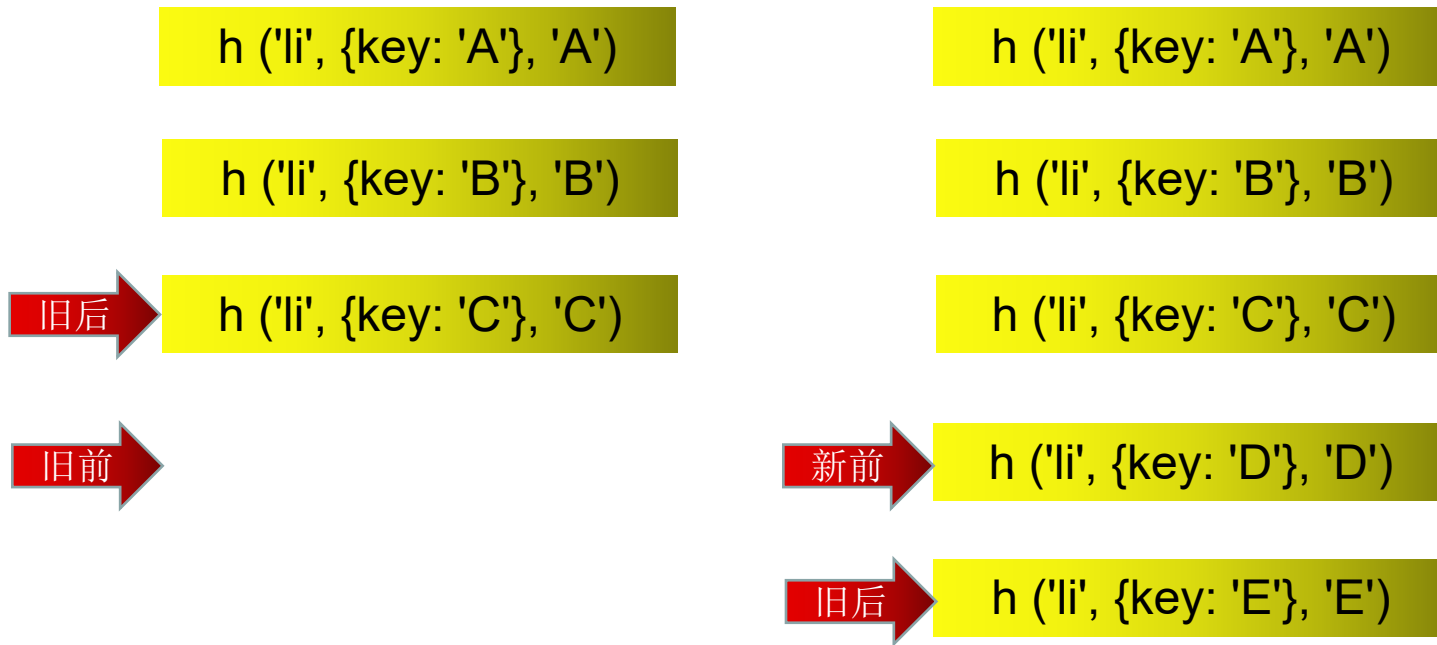 h ('li', {key: 'A'}, 'A')
h ('li', {key: 'A'}, 'A')
h ('li', {key: 'B'}, 'B')
h ('li', {key: 'B'}, 'B')
旧后
h ('li', {key: 'C'}, 'C')
h ('li', {key: 'C'}, 'C')
旧前
新前
h ('li', {key: 'D'}, 'D')
旧后
h ('li', {key: 'E'}, 'E')